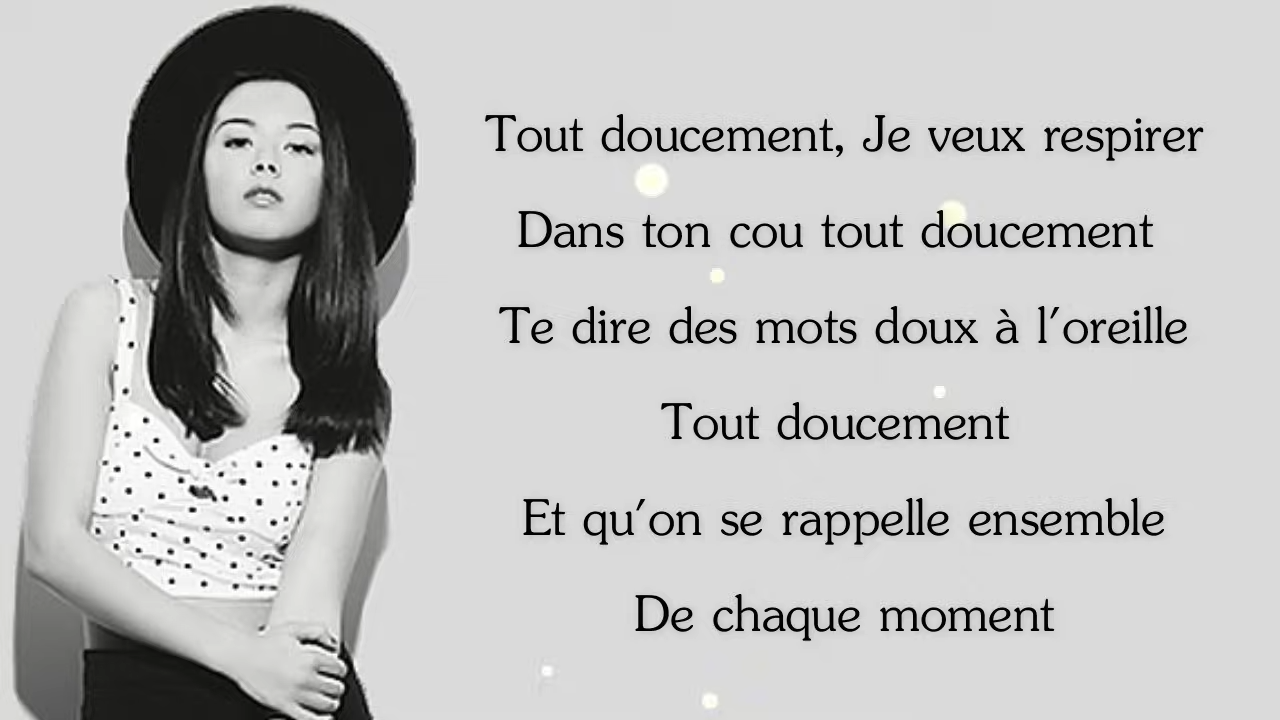 Tout doucement, Je veux respirer
Dans ton cou tout doucement
Te dire des mots doux à l'oreille
Tout doucement
Et qu'on se rappelle ensemble
De chaque moment